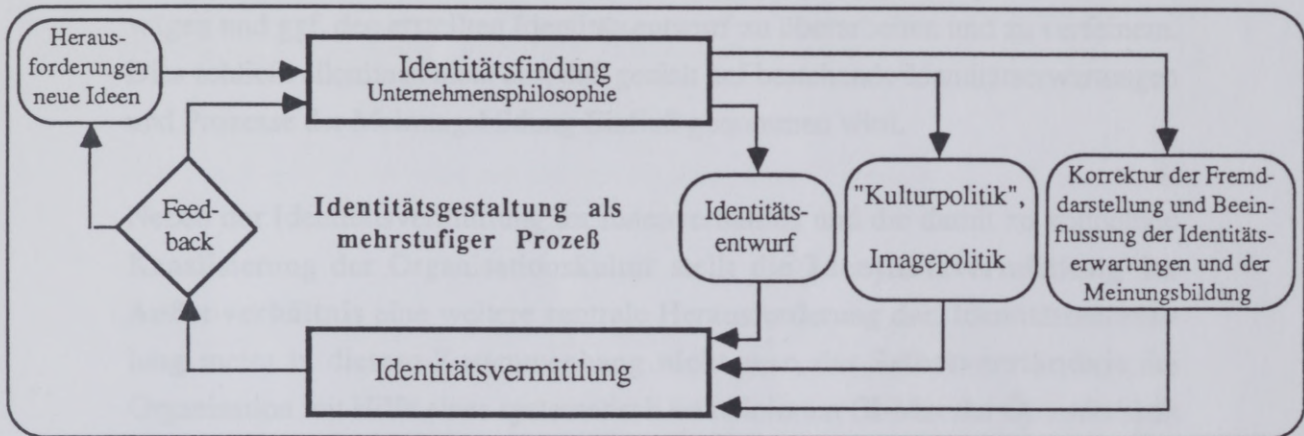 Heraus-
forderungen
neue Ideen
Identitätsfindung
Unternehmensphilosophie
Feed
back
Identitätsgestaltung als
mehrstufiger Prozeß
Identitäts-
entwurf
"Kulturpolitik",
Imagepolitik
Korrektur der Fremd-
darstellung und Beein-
flussung der Identitäts-
erwartungen und der
Meinungsbildung
Identitätsvermittlung